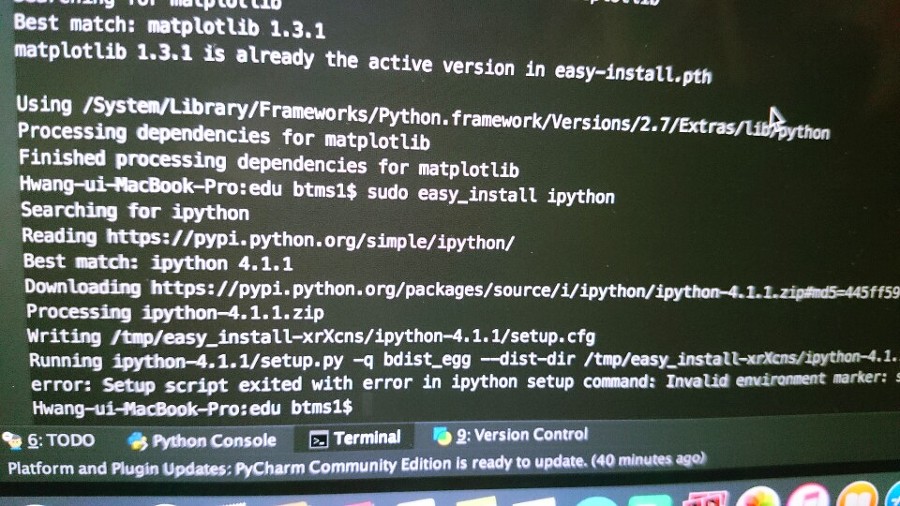 Searching for matplotlib
Best match: matplotlib 1.3.1
matplotlib 1.3.1 is already the active version in easy-install.pth
Using /System/Library/Frameworks/Python.framework/Versions/2.7/Extras/lib/python
Processing dependencies for matplotlib
Finished processing dependencies for matplotlib
Hwang-ui-MacBook-Pro:edu btms1$ sudo easy_install ipython
Searching for ipython
Reading https://pypi.python.org/simple/ipython/
Best match: ipython 4.1.1
Downloading https://pypi.python.org/packages/source/i/ipython/ipython-4.1.1.zip#md5=445ff59
Processing ipython-4.1.1.zip
Writing /tmp/easy_install-xrXcns/ipython-4.1.1/setup.cfg
Running ipython-4.1.1/setup.py -q bdist_egg --dist-dir /tmp/easy_install-xrXcns/ipython-4.1.
error: Setup script exited with error in ipython setup command: Invalid environment marker: s
Hwang-ui-MacBook-Pro:edu btms1$
6: TODO Python Console Terminal 9: Version Control
Platform and Plugin Updates: PyCharm Community Edition is ready to update. (40 minutes ago)